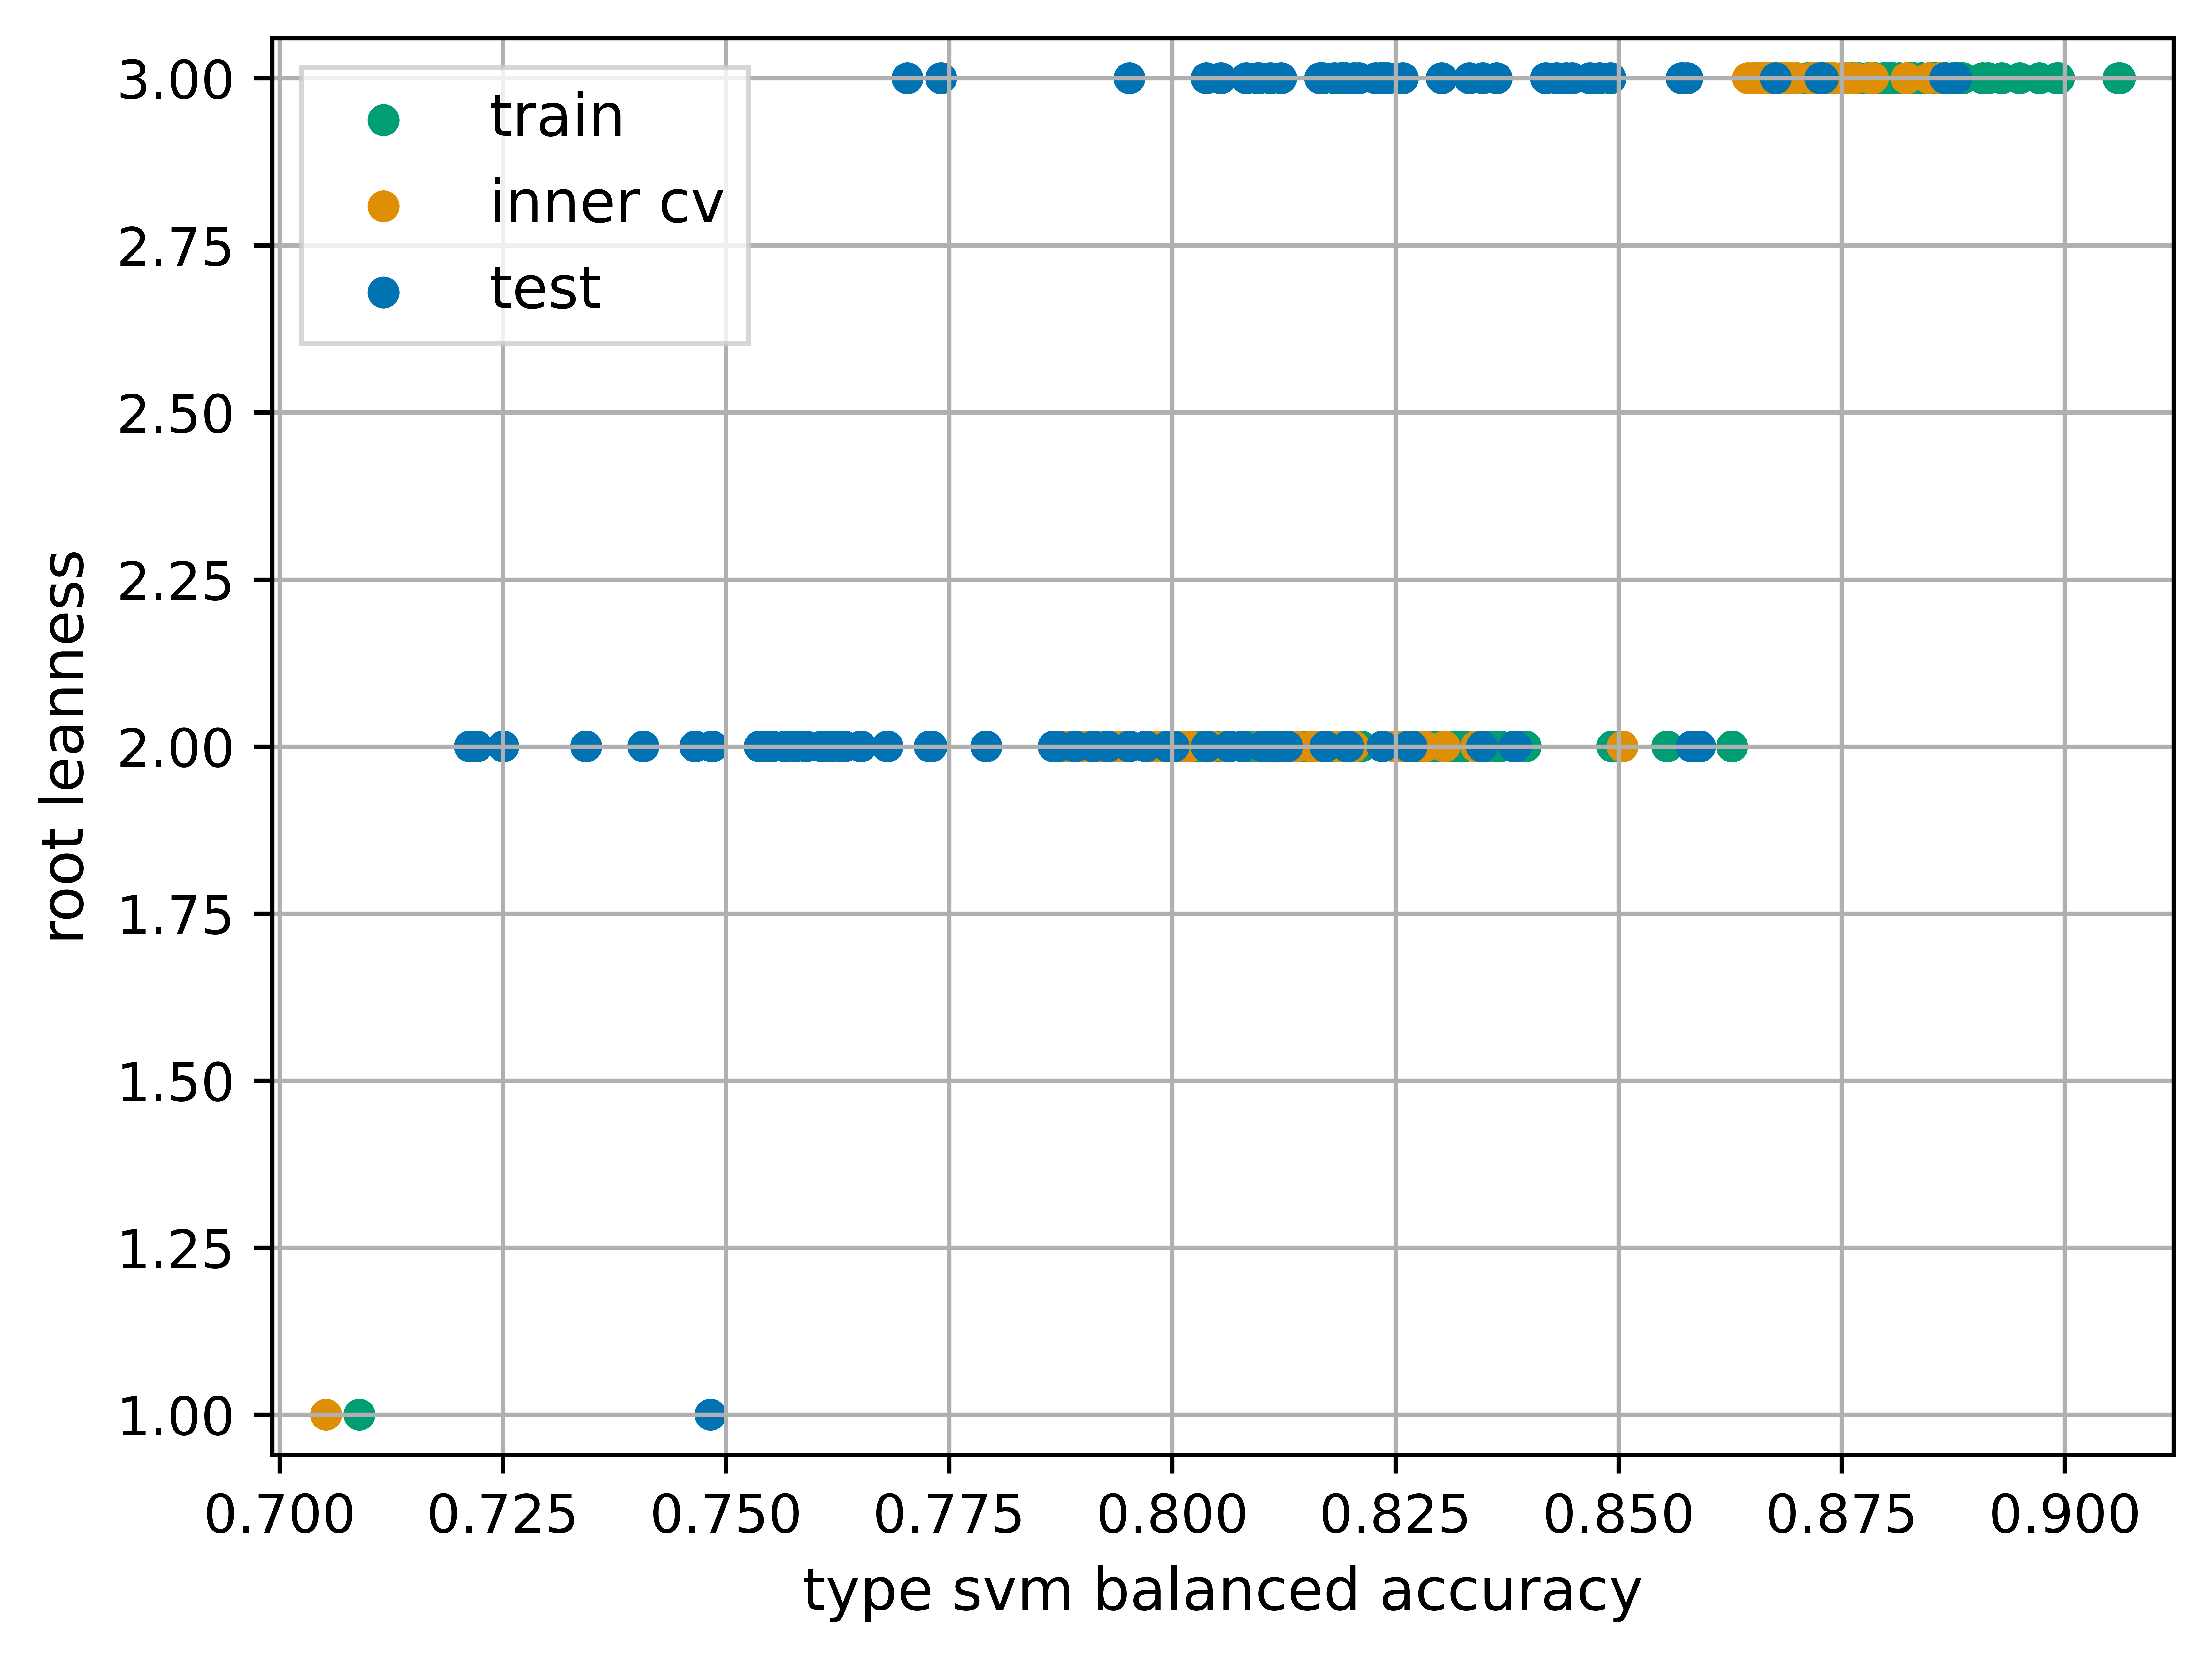 3.00
2.75
2.50
2.25
2.00
1.75
1.50
1.25
1.00
root leanness
train
inner cv
test
0.700 0.725 0.750 0.775 0.800 0.825 0.850 0.875 0.900
type svm balanced accuracy